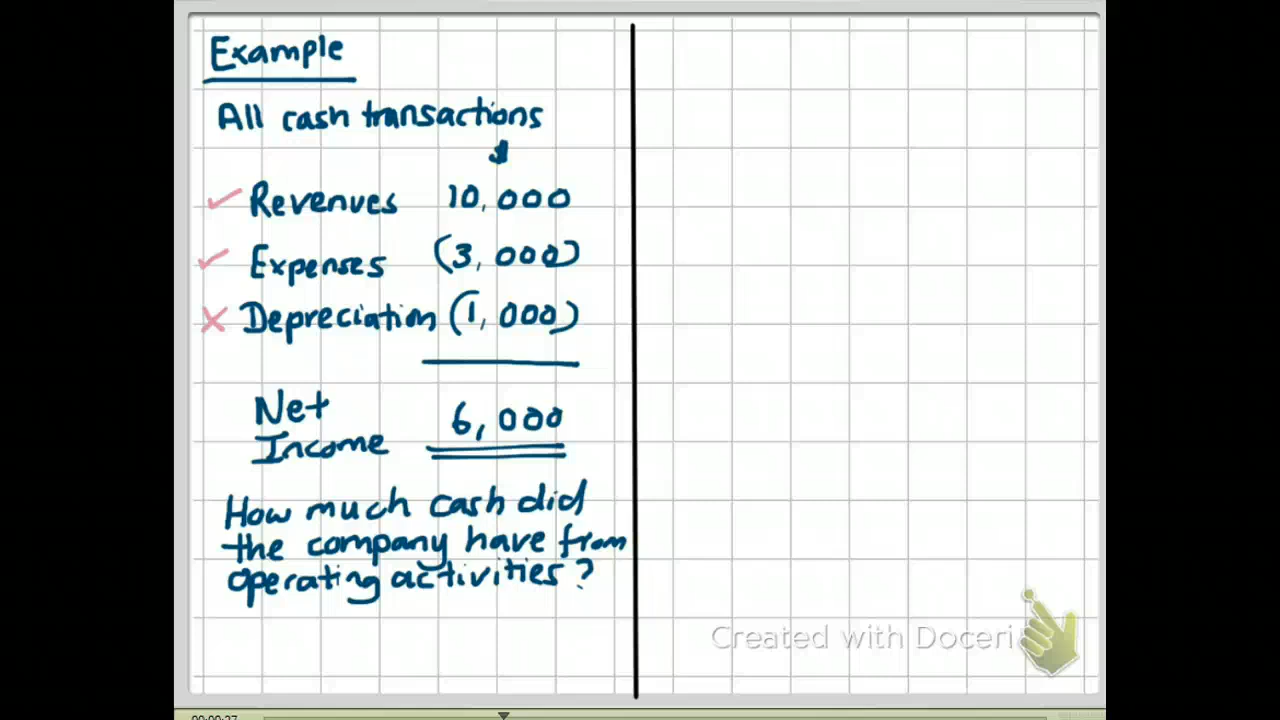 Example
All cash transactions
$
✓ Revenues 10,000
✓ Expenses (3,000)
✗ Depreciation (1,000)
Net
Income 6,000
How much cash did
the company have from
operating activities?
Created with Doceri